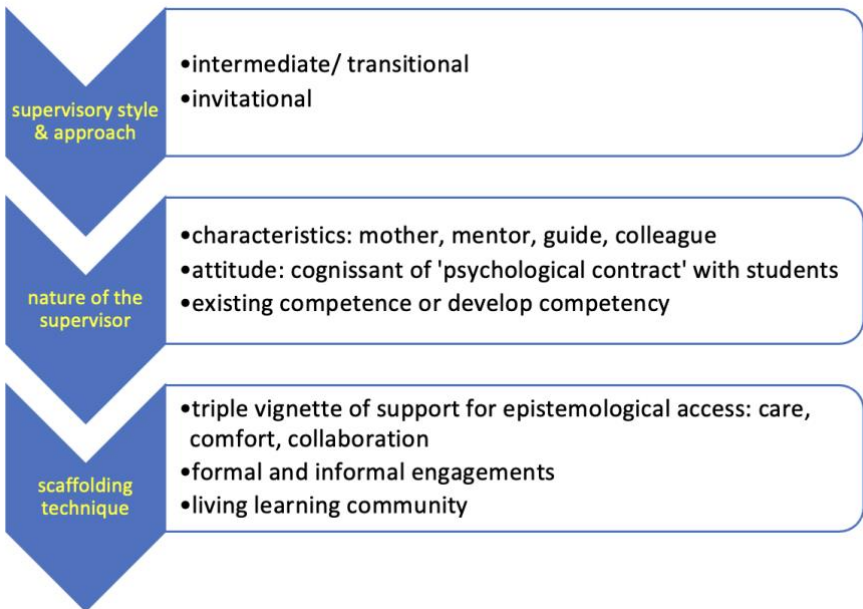 supervisory style
& approach
•intermediate/ transitional
•invitational
nature of the
supervisor
•characteristics: mother, mentor, guide, colleague
•attitude: cognissant of 'psychological contract' with students
•existing competence or develop competency
scaffolding
technique
•triple vignette of support for epistemological access: care,
comfort, collaboration
•formal and informal engagements
•living learning community